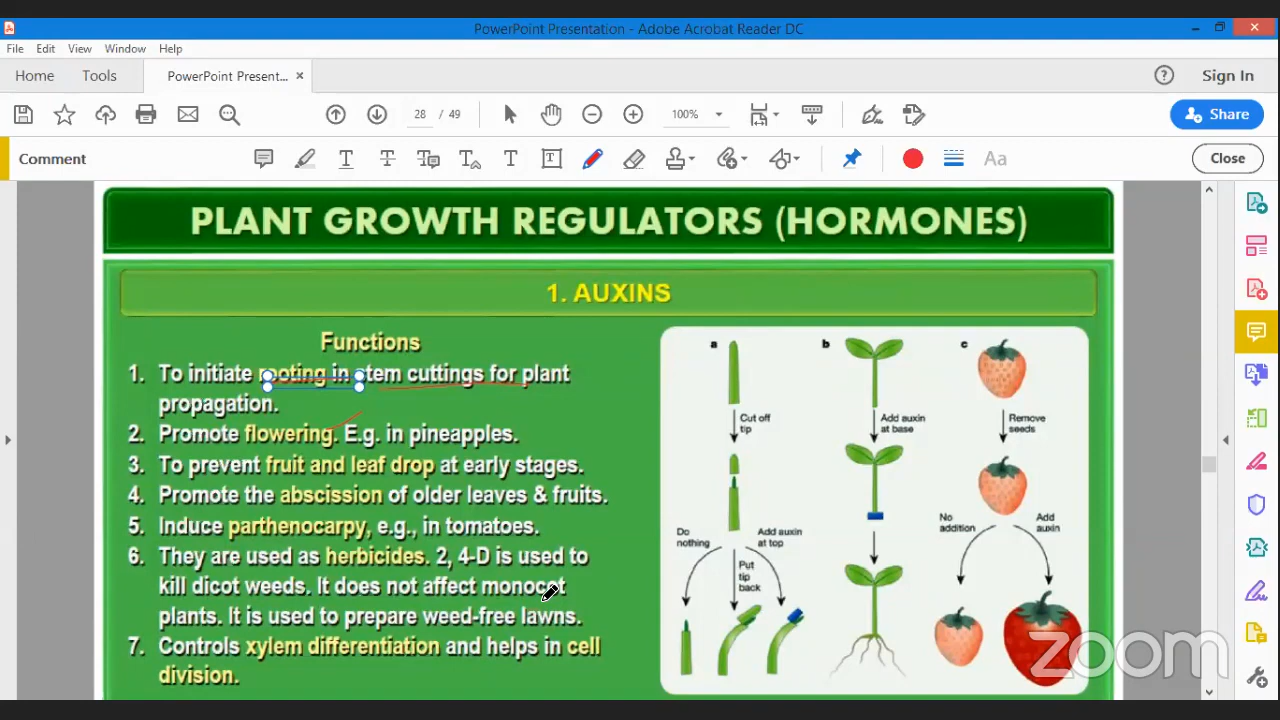 PowerPoint Presentation - Adobe Acrobat Reader DC
File Edit View Window Help
Home Tools PowerPoint Present... × Sign In
28 / 49 100% Share
Comment Aa Close
PLANT GROWTH REGULATORS (HORMONES)
1. AUXINS
Functions
1. To initiate rooting in stem cuttings for plant
propagation.
2. Promote flowering. E.g. in pineapples.
3. To prevent fruit and leaf drop at early stages.
4. Promote the abscission of older leaves & fruits.
5. Induce parthenocarpy, e.g., in tomatoes.
6. They are used as herbicides. 2, 4-D is used to
kill dicot weeds. It does not affect monocot
plants. It is used to prepare weed-free lawns.
7. Controls xylem differentiation and helps in cell
division.
a
Cut off
tip
Do
nothing
Add auxin
at top
Put
tip
back
b
Add auxin
at base
c
Remove
seeds
No
addition
Add
auxin
zoom